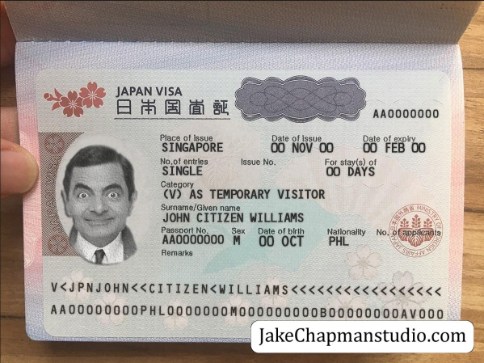 JAPAN VISA
日本国査証
AA0000000
Place of Issue Date of Issue Date of expiry
SINGAPORE 00 NOV 00 00 FEB 00
No.of entries Issue No. For stay(s) of
SINGLE 00 DAYS
Category
(V) AS TEMPORARY VISITOR
Surname/Given name
JOHN CITIZEN WILLIAMS
Passport No. Sex Date of birth Nationality No. of applicants
AA0000000 M 00 OCT PHL
Remarks
V<JPNJOHN<<CITIZEN<WILLIAMS<<<<<<<<<<<<<<<<<
JakeChapmanstudio.com